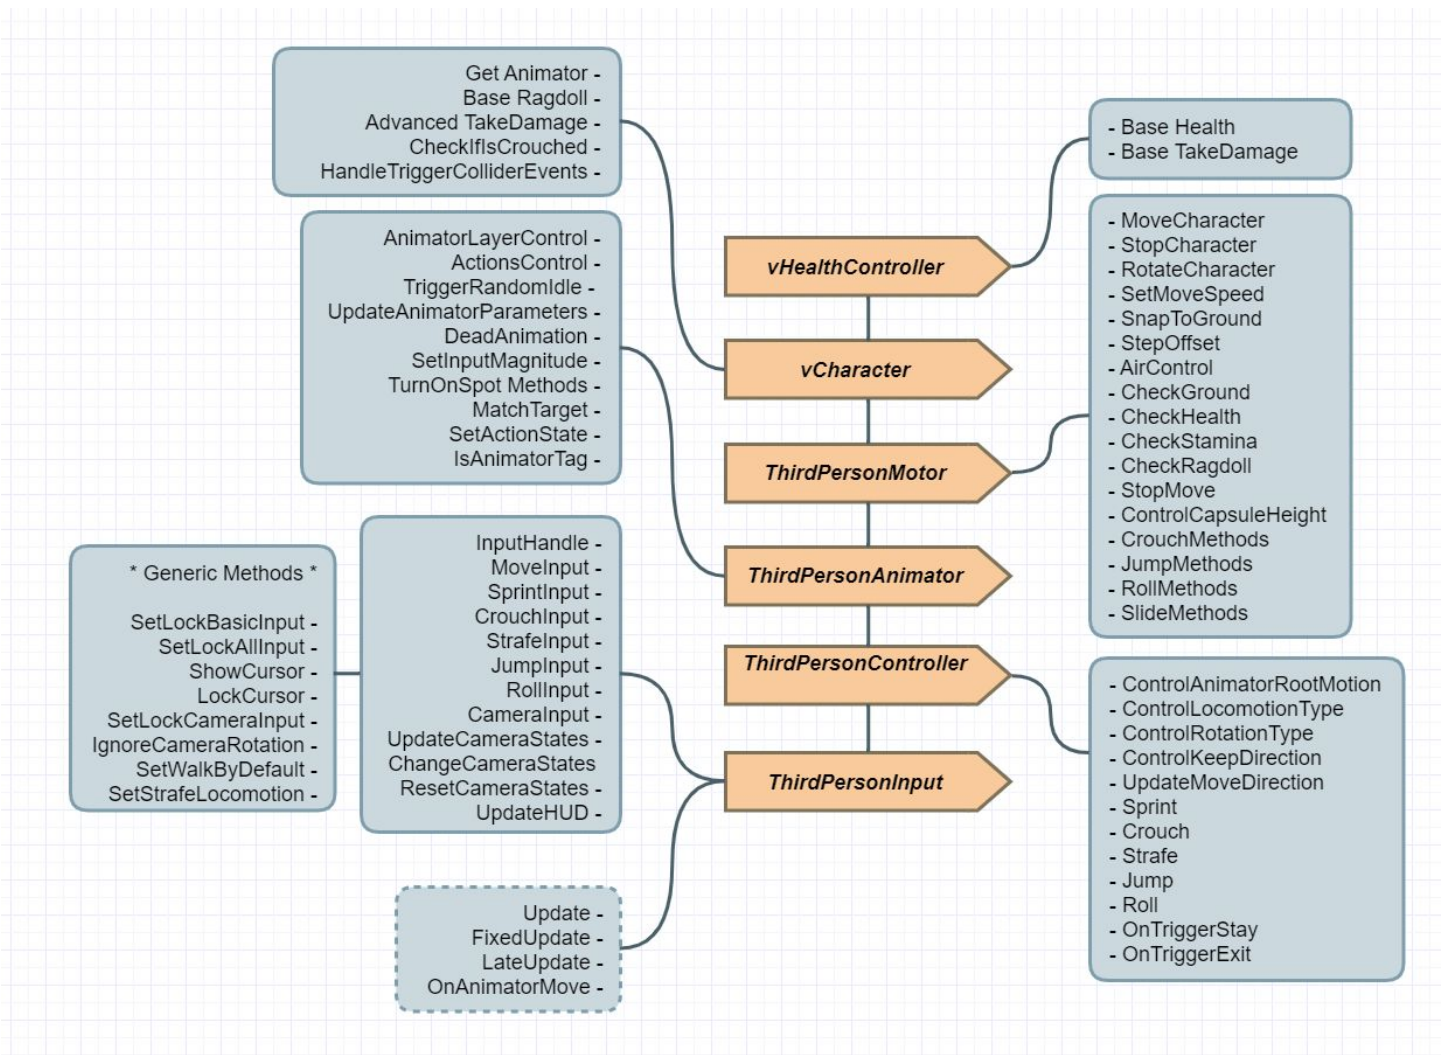 Get Animator -
Base Ragdoll -
Advanced TakeDamage -
CheckIfIsCrouched -
HandleTriggerColliderEvents -
AnimatorLayerControl -
ActionsControl -
TriggerRandomIdle -
UpdateAnimatorParameters -
DeadAnimation -
SetInputMagnitude -
TurnOnSpot Methods -
MatchTarget -
SetActionState -
IsAnimatorTag -
* Generic Methods *
SetLockBasicInput -
SetLockAllInput -
ShowCursor -
LockCursor -
SetLockCameraInput -
IgnoreCameraRotation -
SetWalkByDefault -
SetStrafeLocomotion -
InputHandle -
MoveInput -
SprintInput -
CrouchInput -
StrafeInput -
JumpInput -
RollInput -
CameraInput -
UpdateCameraStates -
ChangeCameraStates
ResetCameraStates -
UpdateHUD -
Update -
FixedUpdate -
LateUpdate -
OnAnimatorMove -
vHealthController
vCharacter
ThirdPersonMotor
ThirdPersonAnimator
ThirdPersonController
ThirdPersonInput
- Base Health
- Base TakeDamage
- MoveCharacter
- StopCharacter
- RotateCharacter
- SetMoveSpeed
- SnapToGround
- StepOffset
- AirControl
- CheckGround
- CheckHealth
- CheckStamina
- CheckRagdoll
- StopMove
- ControlCapsuleHeight
- CrouchMethods
- JumpMethods
- RollMethods
- SlideMethods
- ControlAnimatorRootMotion
- ControlLocomotionType
- ControlRotationType
- ControlKeepDirection
- UpdateMoveDirection
- Sprint
- Crouch
- Strafe
- Jump
- Roll
- OnTriggerStay
- OnTriggerExit